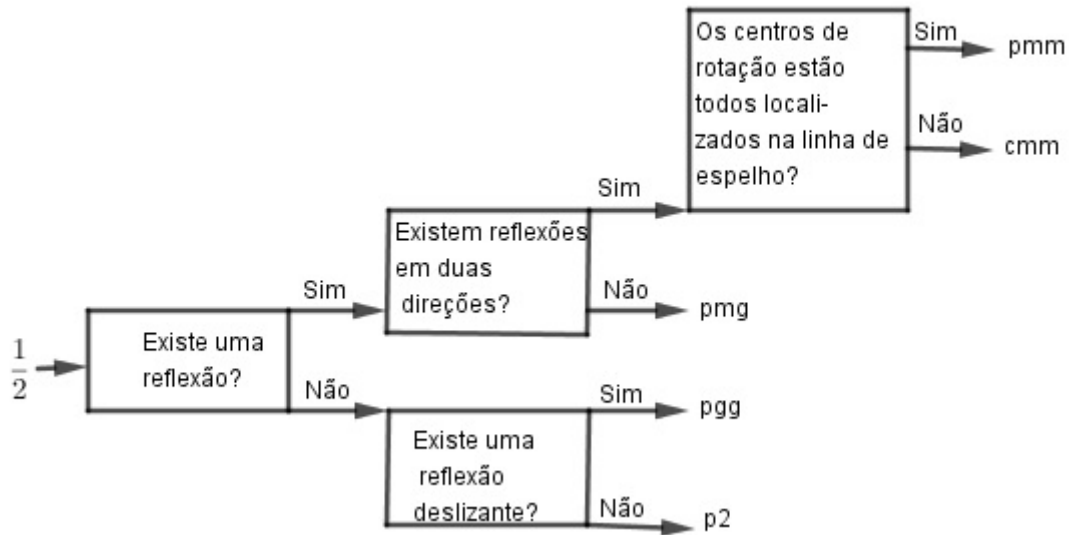 Os centros de
rotação estão
todos locali-
zados na linha de
espelho?
Sim
pmm
Não
cmm
Existem reflexões
em duas
direções?
Sim
Não
pmg
1/2
Existe uma
reflexão?
Sim
Não
Existe uma
reflexão
deslizante?
Sim
pgg
Não
p2